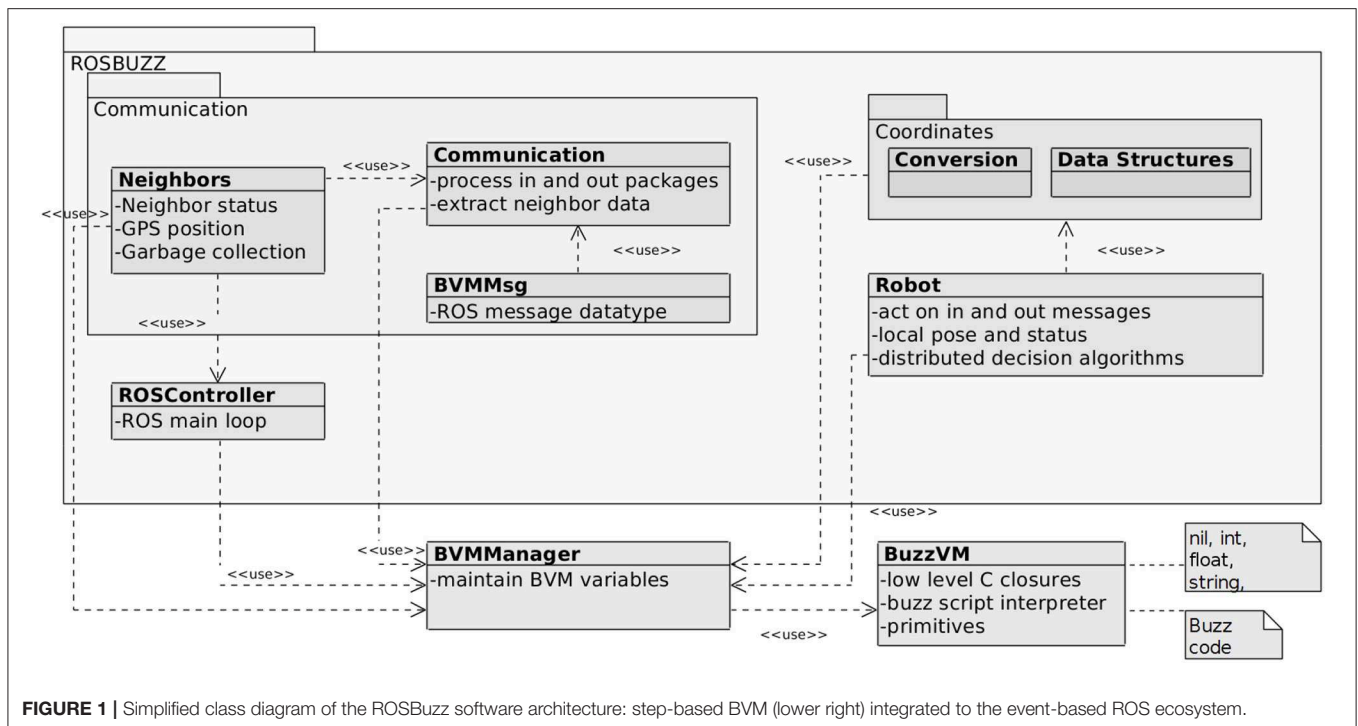 ROSBUZZ
Communication
Neighbors
-Neighbor status
-GPS position
-Garbage collection
<<use>>
<<use>>
Communication
-process in and out packages
-extract neighbor data
<<use>>
BVMMsg
-ROS message datatype
<<use>>
ROSController
-ROS main loop
Coordinates
Conversion
Data Structures
<<use>>
<<use>>
Robot
-act on in and out messages
-local pose and status
-distributed decision algorithms
<<use>>
<<use>>
<<use>>
BVMManager
-maintain BVM variables
<<use>>
BuzzVM
-low level C closures
-buzz script interpreter
-primitives
nil, int,
float,
string,
Buzz
code
FIGURE 1 | Simplified class diagram of the ROSBuzz software architecture: step-based BVM (lower right) integrated to the event-based ROS ecosystem.